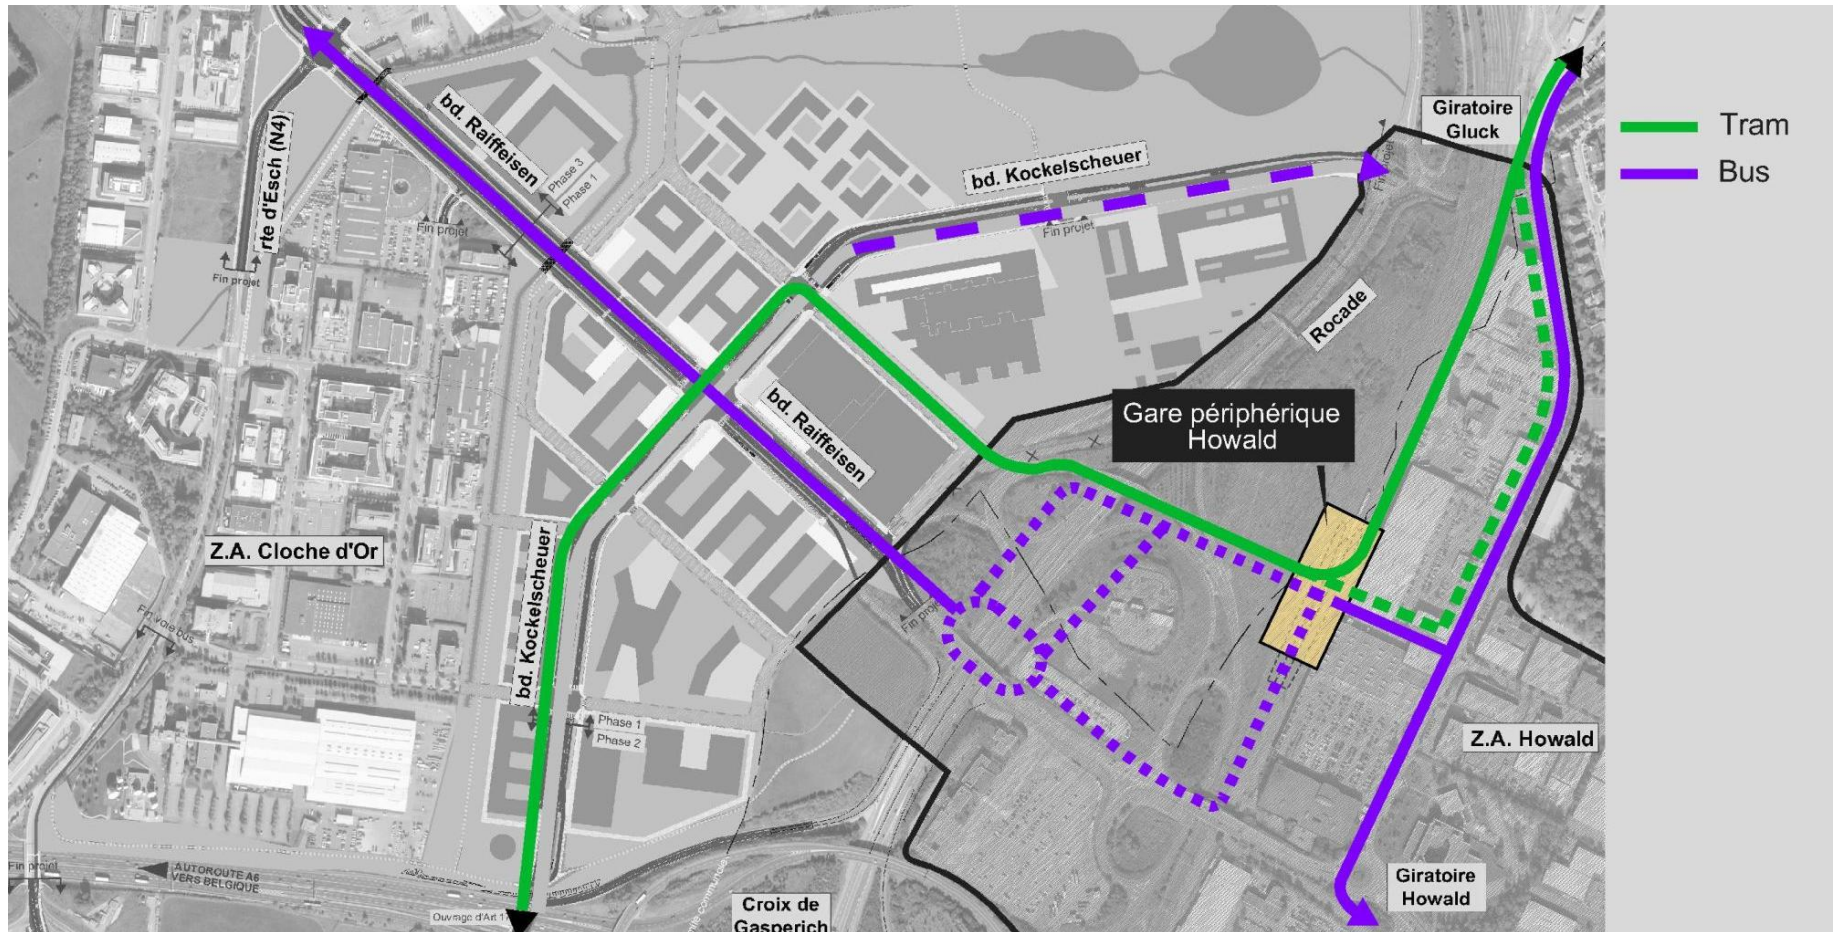 Giratoire
Gluck
Tram
Bus
bd. Raiffeisen
rte d'Esch (N4)
Phase 3
Phase 1
bd. Kockelscheuer
Fin projet
Fin projet
Fin projet
Fin projet
Rocade
Gare périphérique
Howald
bd. Raiffeisen
Z.A. Cloche d'Or
bd. Kockelscheuer
Fin voie bus
Fin projet
Phase 1
Phase 2
Z.A. Howald
Fin projet
AUTOROUTE A6
VERS BELGIQUE
Ouvrage d'Art
Croix de
Gasperich
Giratoire
Howald